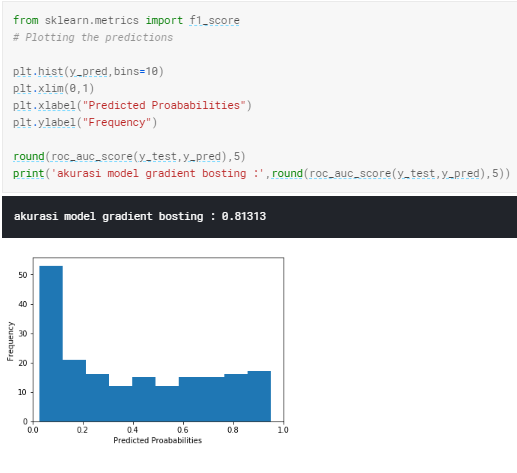 from sklearn.metrics import f1_score
# Plotting the predictions
plt.hist(y_pred,bins=10)
plt.xlim(0,1)
plt.xlabel("Predicted Proababilities")
plt.ylabel("Frequency")
round(roc_auc_score(y_test,y_pred),5)
print('akurasi model gradient bosting :',round(roc_auc_score(y_test,y_pred),5))
akurasi model gradient bosting : 0.81313
50
40
30
20
10
0
Frequency
0.0 0.2 0.4 0.6 0.8 1.0
Predicted Proababilities